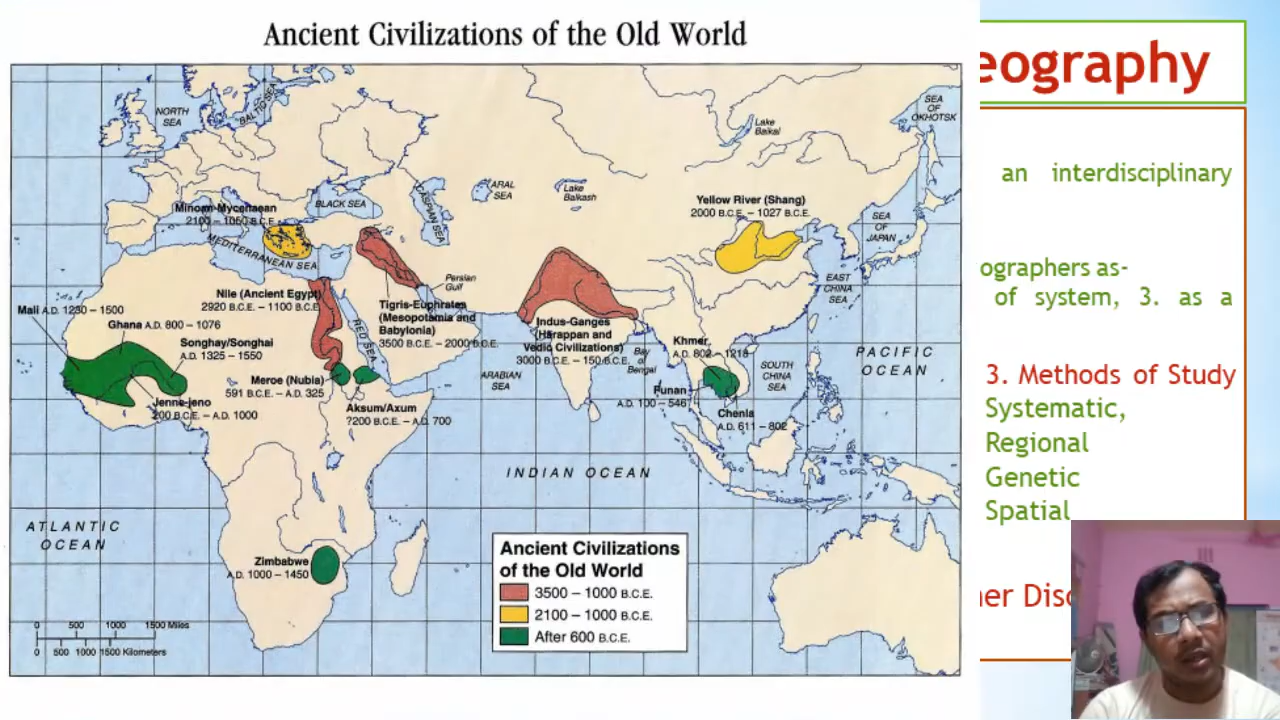 Ancient Civilizations of the Old World
NORTH
SEA
BALTIC SEA
Lake
Baikal
SEA
OF
OKHOTSK
ARAL
SEA
Lake
Balkash
CASPIAN SEA
BLACK SEA
Minoan-Mycenaean
2100 – 1050 B.C.E.
MEDITERRANEAN SEA
Yellow River (Shang)
2000 B.C.E. – 1027 B.C.E.
SEA
OF
JAPAN
EAST
CHINA
SEA
Persian
Gulf
Nile (Ancient Egypt)
2920 B.C.E. – 1100 B.C.E.
Tigris-Euphrates
(Mesopotamia and
Babylonia)
3500 B.C.E. – 2000 B.C.E.
RED SEA
Mali A.D. 1230 – 1500
Ghana A.D. 800 – 1076
Songhay/Songhai
A.D. 1325 – 1550
Indus-Ganges
(Harappan and
Vedic Civilizations)
3000 B.C.E. – 150 B.C.E.
Bay
of
Bengal
Khmer
A.D. 802 – 1218
SOUTH
CHINA
SEA
PACIFIC
OCEAN
Meroe (Nubia)
591 B.C.E. – A.D. 325
ARABIAN
SEA
Funan
A.D. 100 – 546
Jenne-jeno
200 B.C.E. – A.D. 1000
Aksum/Axum
?200 B.C.E. – A.D. 700
Chenla
A.D. 611 – 802
INDIAN OCEAN
ATLANTIC
OCEAN
Zimbabwe
A.D. 1000 – 1450
Ancient Civilizations
of the Old World
3500 – 1000 B.C.E.
2100 – 1000 B.C.E.
After 600 B.C.E.
0 500 1000 1500 Miles
0 500 1000 1500 Kilometers
eography
an interdisciplinary
ographers as-
of system, 3. as a
3. Methods of Study
Systematic,
Regional
Genetic
Spatial
her Disc